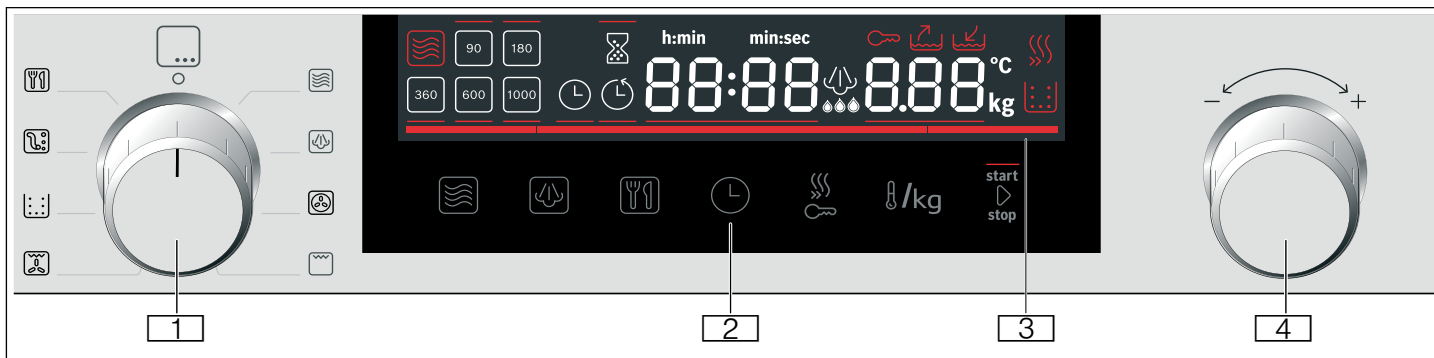 90 180
h:min min:sec
360 600 1000
88:88 8.88 °C
kg
− +
/kg
start
stop
1 2 3 4